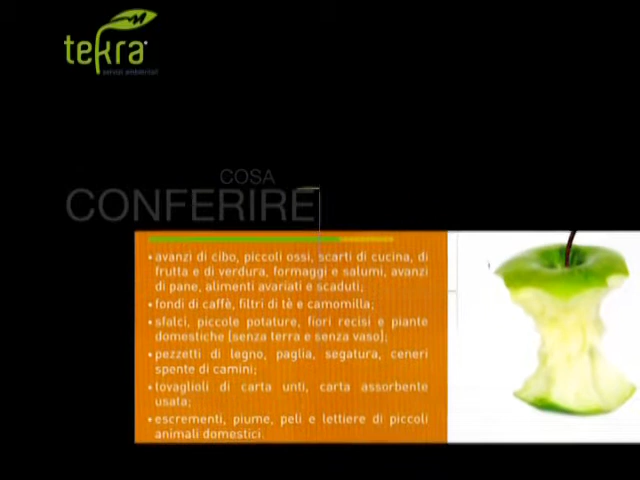 tekra
servizi ambientali
COSA
CONFERIRE
• avanzi di cibo, piccoli ossi, scarti di cucina, di
frutta e di verdura, formaggi e salumi, avanzi
di pane, alimenti avariati e scaduti;
• fondi di caffè, filtri di tè e camomilla;
• sfalci, piccole potature, fiori recisi e piante
domestiche (senza terra e senza vaso);
• pezzetti di legno, paglia, segatura, ceneri
spente di camini;
• tovaglioli di carta unti, carta assorbente
usata;
• escrementi, piume, peli e lettiere di piccoli
animali domestici.